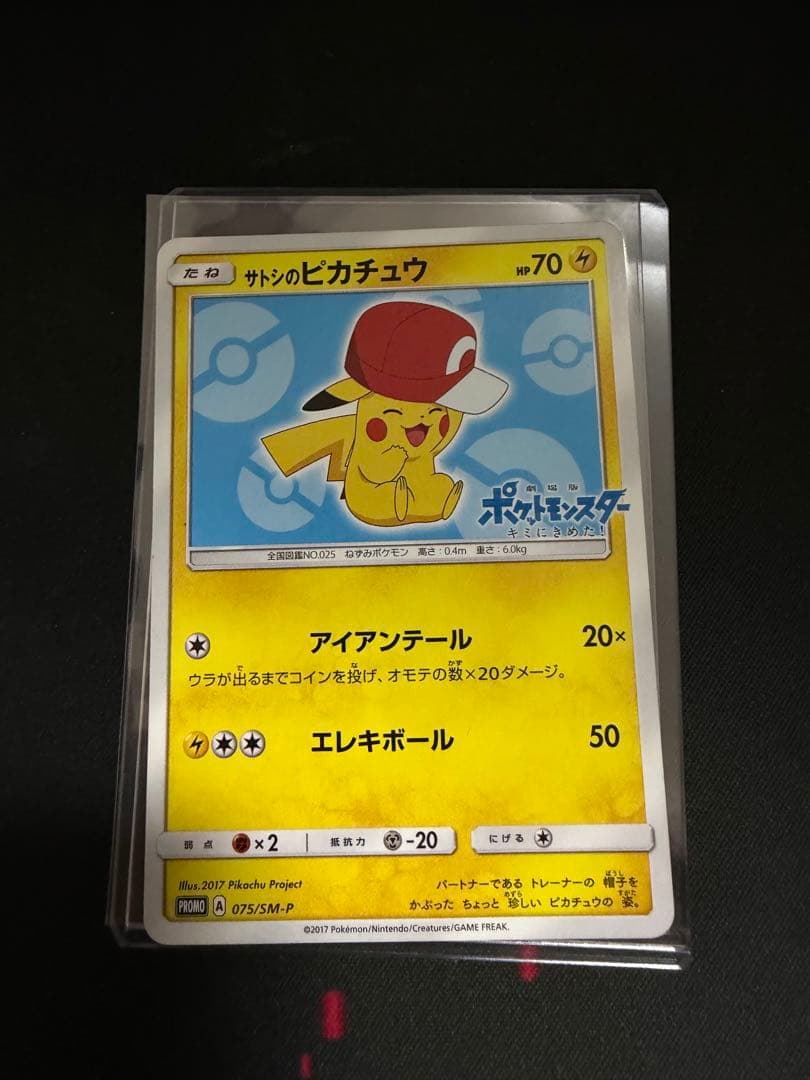 たね サトシのピカチュウ HP70
劇場版
ポケットモンスター
キミにきめた!
全国図鑑NO.025 ねずみポケモン 高さ:0.4m 重さ:6.0kg
アイアンテール 20×
ウラが出るまでコインを投げ、オモテの数×20ダメージ。
エレキボール 50
弱点 ×2 抵抗力 -20 にげる
Illus.2017 Pikachu Project
PROMO A 075/SM-P
パートナーである トレーナーの 帽子を
かぶった ちょっと 珍しい ピカチュウの 姿。
©2017 Pokémon/Nintendo/Creatures/GAME FREAK.